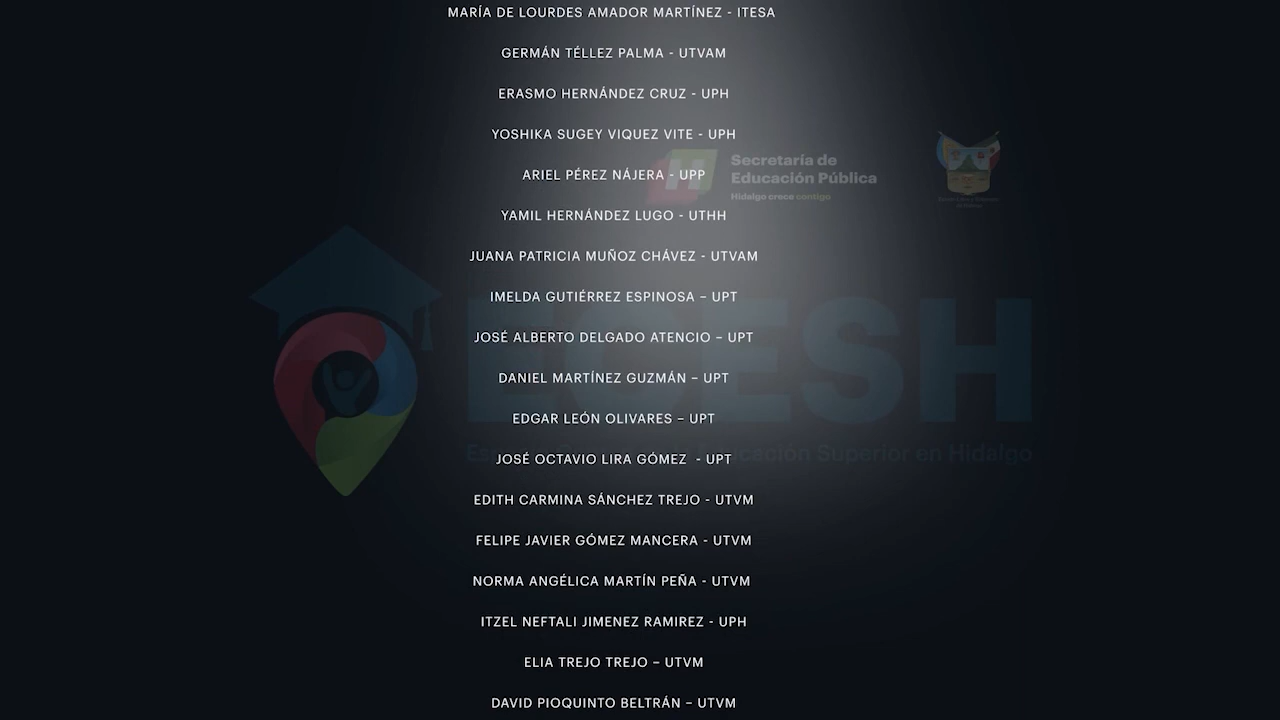 MARÍA DE LOURDES AMADOR MARTÍNEZ - ITESA
GERMÁN TÉLLEZ PALMA - UTVAM
ERASMO HERNÁNDEZ CRUZ - UPH
YOSHIKA SUGEY VIQUEZ VITE - UPH
ARIEL PÉREZ NÁJERA - UPP
YAMIL HERNÁNDEZ LUGO - UTHH
JUANA PATRICIA MUÑOZ CHÁVEZ - UTVAM
IMELDA GUTIÉRREZ ESPINOSA – UPT
JOSÉ ALBERTO DELGADO ATENCIO – UPT
DANIEL MARTÍNEZ GUZMÁN – UPT
EDGAR LEÓN OLIVARES – UPT
JOSÉ OCTAVIO LIRA GÓMEZ - UPT
EDITH CARMINA SÁNCHEZ TREJO - UTVM
FELIPE JAVIER GÓMEZ MANCERA - UTVM
NORMA ANGÉLICA MARTÍN PEÑA - UTVM
ITZEL NEFTALI JIMENEZ RAMIREZ - UPH
ELIA TREJO TREJO – UTVM
DAVID PIOQUINTO BELTRÁN – UTVM
H
Secretaría de
Educación Pública
Hidalgo crece contigo
ECESH
Superior en Hidalgo